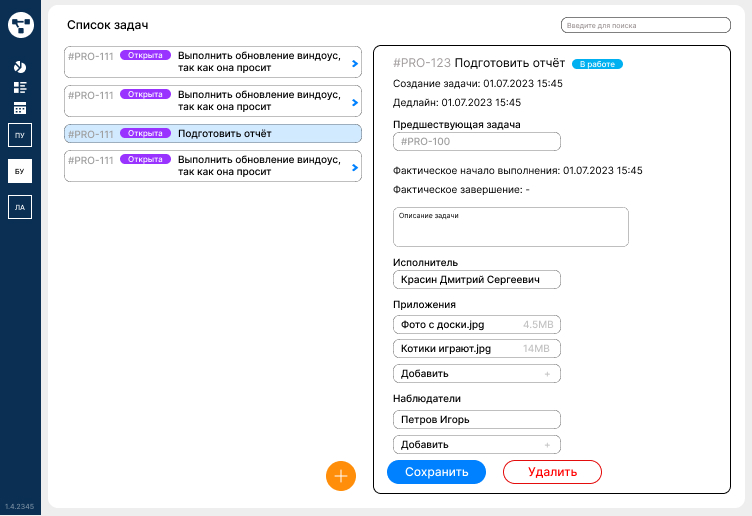 Список задач
Введите для поиска
ПУ
БУ
ЛА
1.4.2345
#PRO-111 Открыта Выполнить обновление виндоус,
так как она просит
#PRO-111 Открыта Выполнить обновление виндоус,
так как она просит
#PRO-111 Открыта Подготовить отчёт
#PRO-111 Открыта Выполнить обновление виндоус,
так как она просит
#PRO-123 Подготовить отчёт В работе
Создание задачи: 01.07.2023 15:45
Дедлайн: 01.07.2023 15:45
Предшествующая задача
#PRO-100
Фактическое начало выполнения: 01.07.2023 15:45
Фактическое завершение: -
Описание задачи
Исполнитель
Красин Дмитрий Сергеевич
Приложения
Фото с доски.jpg 4.5MB
Котики играют.jpg 14MB
Добавить +
Наблюдатели
Петров Игорь
Добавить +
Сохранить Удалить